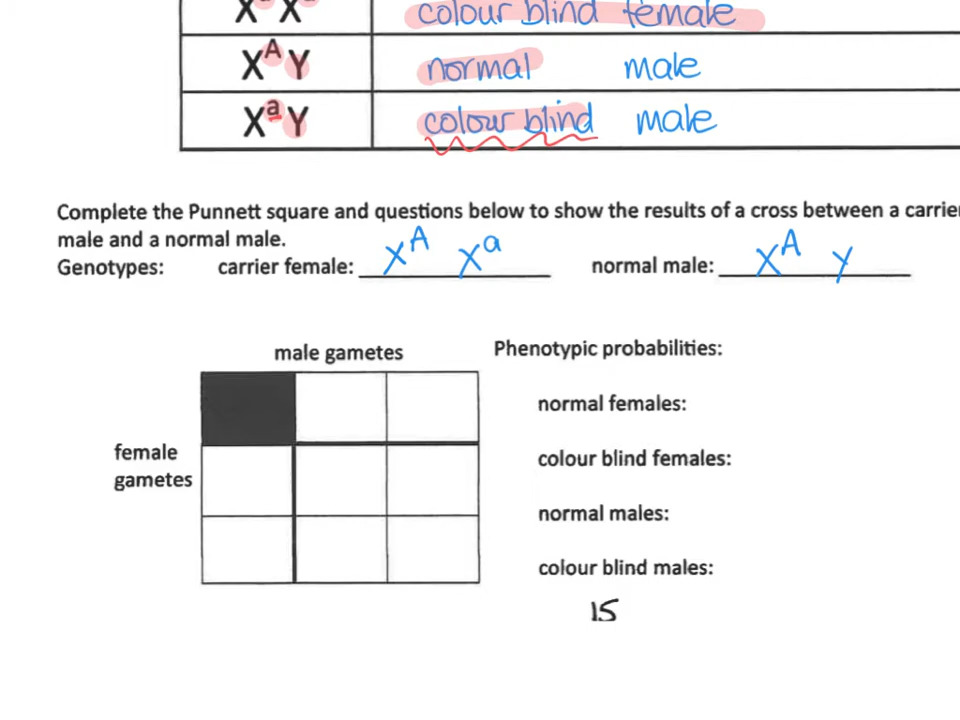 XᵃXᵃ colour blind female
XᴬY normal male
XᵃY colour blind male
Complete the Punnett square and questions below to show the results of a cross between a carrie
male and a normal male.
Genotypes: carrier female: Xᴬ Xᵃ normal male: Xᴬ Y
male gametes Phenotypic probabilities:
normal females:
female
gametes
colour blind females:
normal males:
colour blind males:
15